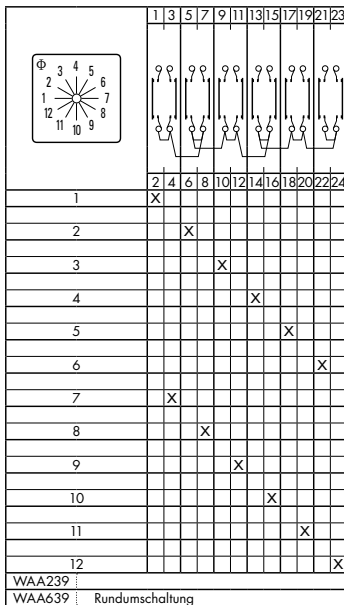 1 3 5 7 9 11 13 15 17 19 21 23
Φ
3 4 5
2 6
1 7
12 8
11 10 9
2 4 6 8 10 12 14 16 18 20 22 24
1 X
2 X
3 X
4 X
5 X
6 X
7 X
8 X
9 X
10 X
11 X
12 X
WAA239
WAA639 Rundumschaltung